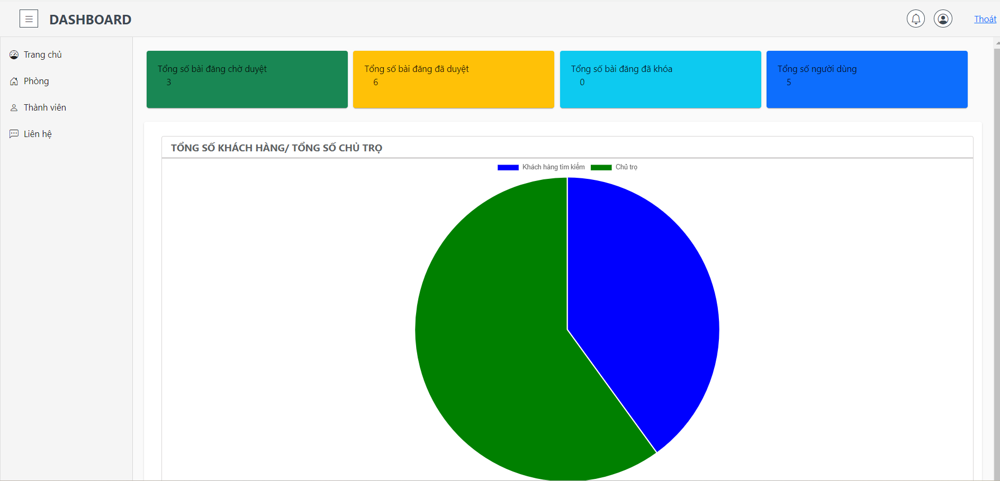 DASHBOARD
Thoát
Trang chủ
Phòng
Thành viên
Liên hệ
Tổng số bài đăng chờ duyệt
3
Tổng số bài đăng đã duyệt
6
Tổng số bài đăng đã khóa
0
Tổng số người dùng
5
TỔNG SỐ KHÁCH HÀNG/ TỔNG SỐ CHỦ TRỌ
Khách hàng tìm kiếm
Chủ trọ